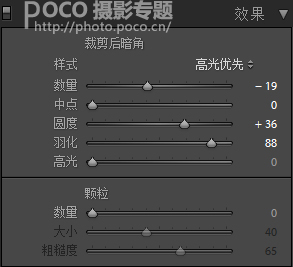 poco 摄影专题
http://photo.poco.cn/
效果
裁剪后暗角
样式 高光优先
数量 －19
中点 0
圆度 ＋36
羽化 88
高光 0
颗粒
数量 0
大小 40
粗糙度 65